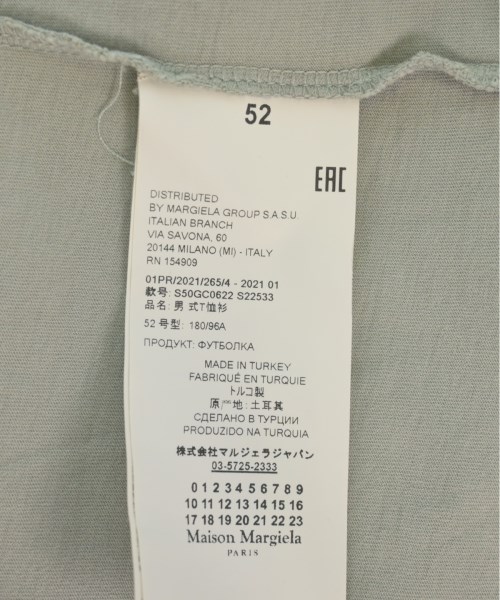 52
EAC
DISTRIBUTED
BY MARGIELA GROUP S.A.S.U.
ITALIAN BRANCH
VIA SAVONA, 60
20144 MILANO (MI) - ITALY
RN 154909
01PR/2021/265/4 - 2021 01
款号: S50GC0622 S22533
品名: 男 式T恤衫
52 号型: 180/96A
ПРОДУКТ: ФУТБОЛКА
MADE IN TURKEY
FABRIQUÉ EN TURQUIE
トルコ製
原产地: 土耳其
СДЕЛАНО В ТУРЦИИ
PRODUZIDO NA TURQUIA
株式会社マルジェラジャパン
03-5725-2333
0 1 2 3 4 5 6 7 8 9
10 11 12 13 14 15 16
17 18 19 20 21 22 23
Maison Margiela
PARIS